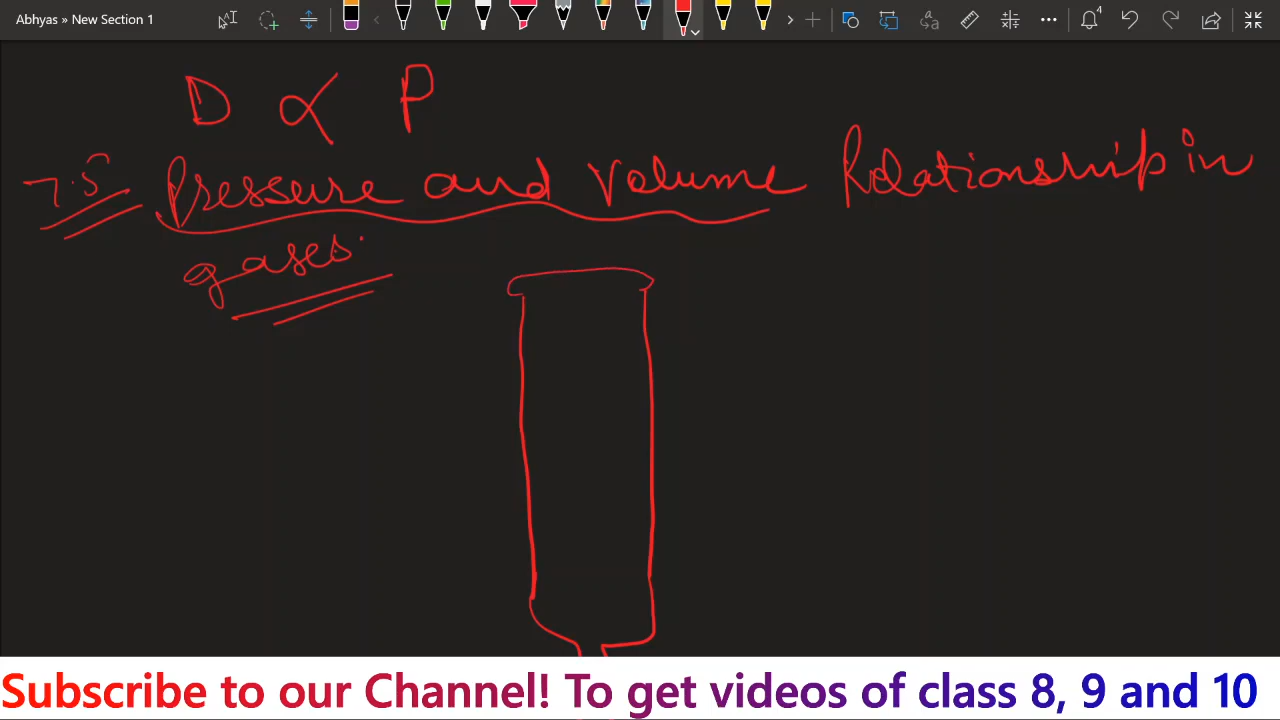 Abhyas » New Section 1
4
D ∝ P
7.5 Pressure and Volume Relationship in
gases.
Subscribe to our Channel! To get videos of class 8, 9 and 10